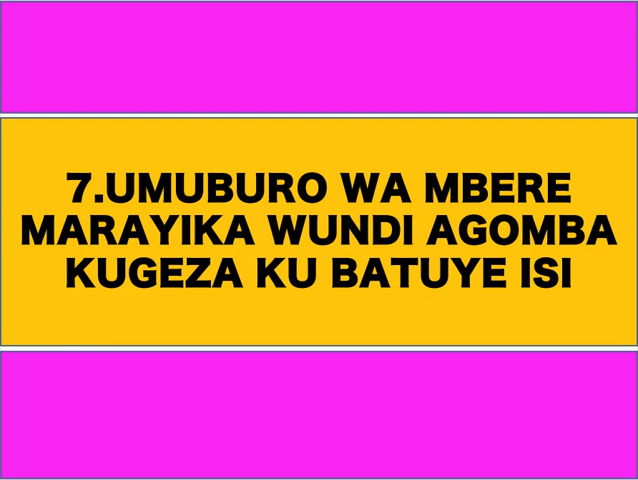 7.UMUBURO WA MBERE
MARAYIKA WUNDI AGOMBA
KUGEZA KU BATUYE ISI